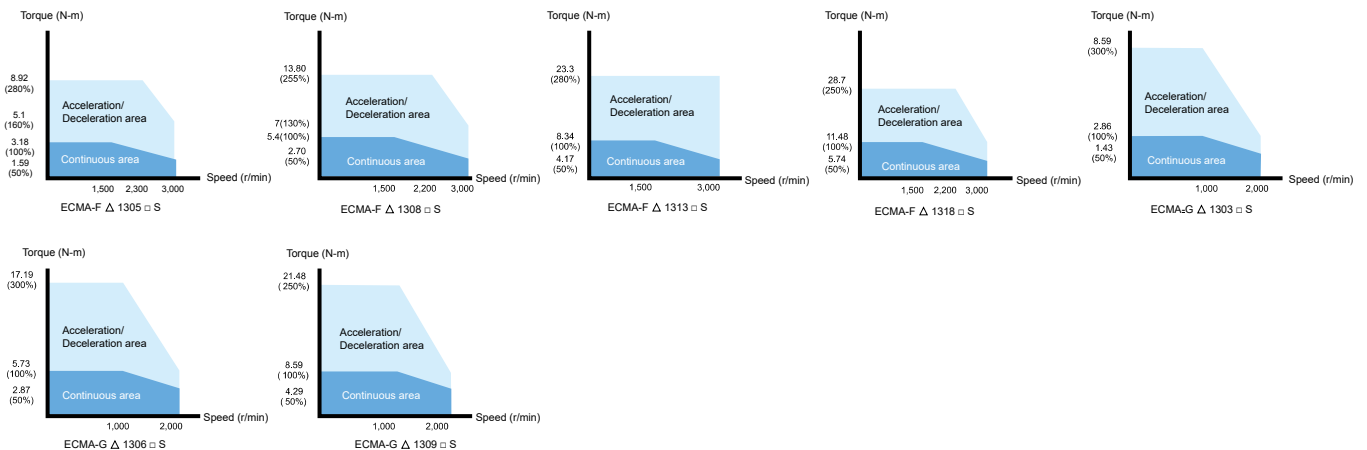 Torque (N-m)
8.92
(280%)
5.1
(160%)
3.18
(100%)
1.59
(50%)
Acceleration/
Deceleration area
Continuous area
1,500 2,300 3,000
Speed (r/min)
ECMA-F △ 1305 □ S
Torque (N-m)
13.80
(255%)
7(130%)
5.4(100%)
2.70
(50%)
Acceleration/
Deceleration area
Continuous area
1,500 2,200 3,000
Speed (r/min)
ECMA-F △ 1308 □ S
Torque (N-m)
23.3
(280%)
8.34
(100%)
4.17
(50%)
Acceleration/
Deceleration area
Continuous area
1,500 3,000
Speed (r/min)
ECMA-F △ 1313 □ S
Torque (N-m)
28.7
(250%)
11.48
(100%)
5.74
(50%)
Acceleration/
Deceleration area
Continuous area
1,500 2,200 3,000
Speed (r/min)
ECMA-F △ 1318 □ S
Torque (N-m)
8.59
(300%)
2.86
(100%)
1.43
(50%)
Acceleration/
Deceleration area
Continuous area
1,000 2,000
Speed (r/min)
ECMA-G △ 1303 □ S
Torque (N-m)
17.19
(300%)
5.73
(100%)
2.87
(50%)
Acceleration/
Deceleration area
Continuous area
1,000 2,000
Speed (r/min)
ECMA-G △ 1306 □ S
Torque (N-m)
21.48
( 250%)
8.59
( 100%)
4.29
( 50%)
Acceleration/
Deceleration area
Continuous area
1,000 2,000
Speed (r/min)
ECMA-G △ 1309 □ S